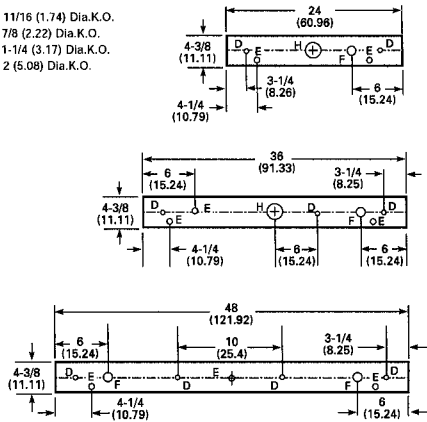 11/16 (1.74) Dia.K.O.
7/8 (2.22) Dia.K.O.
1-1/4 (3.17) Dia.K.O.
2 (5.08) Dia.K.O.
24
(60.96)
4-3/8
(11.11)
D
E
H
F
E
D
3-1/4
(8.26)
6
(15.24)
4-1/4
(10.79)
36
(91.33)
6
(15.24)
3-1/4
(8.25)
4-3/8
(11.11)
D
E
E
H
D
F
E
D
4-1/4
(10.79)
6
(15.24)
6
(15.24)
48
(121.92)
6
(15.24)
10
(25.4)
3-1/4
(8.25)
4-3/8
(11.11)
D
E
F
D
E
D
F
E
D
4-1/4
(10.79)
6
(15.24)